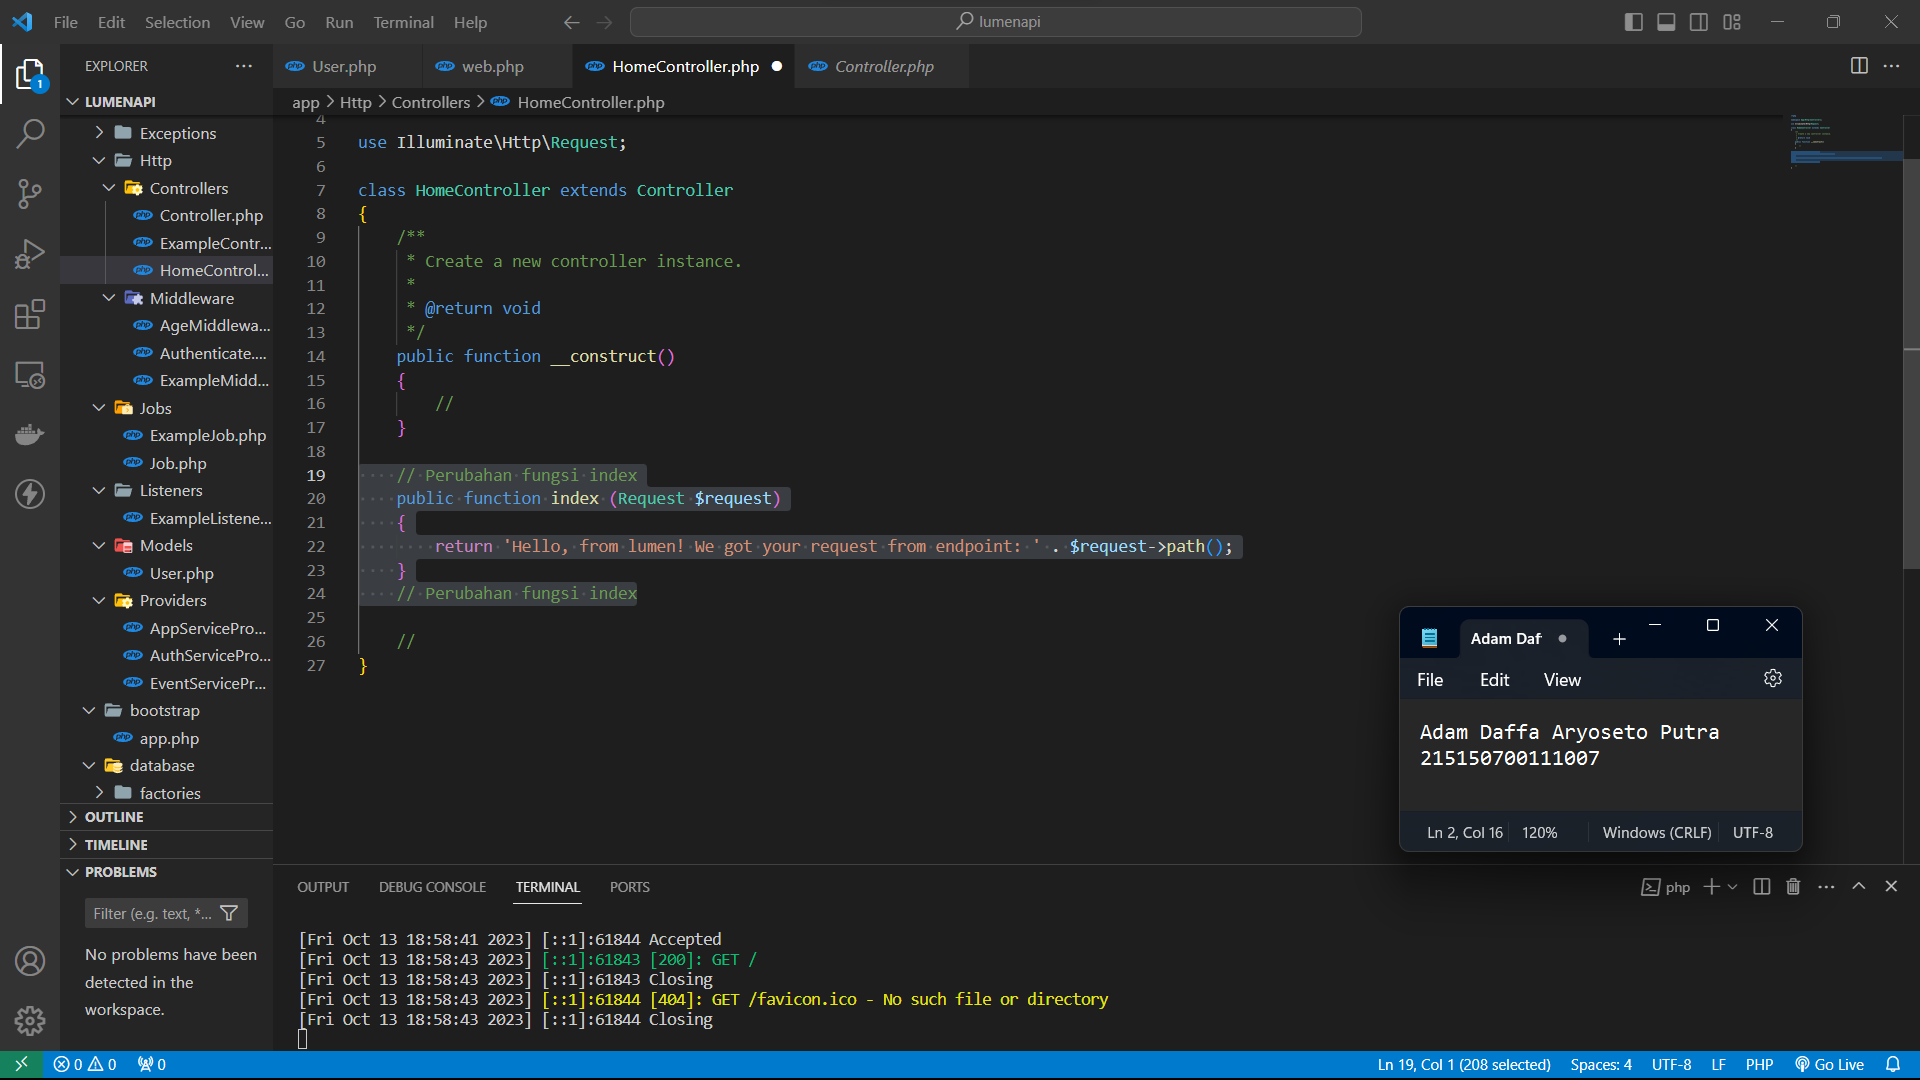 File Edit Selection View Go Run Terminal Help
lumenapi
EXPLORER
User.php
web.php
HomeController.php
Controller.php
app > Http > Controllers > HomeController.php
LUMENAPI
Exceptions
Http
Controllers
Controller.php
ExampleContr...
HomeControl...
Middleware
AgeMiddlewa...
Authenticate....
ExampleMidd...
Jobs
ExampleJob.php
Job.php
Listeners
ExampleListene...
Models
User.php
Providers
AppServicePro...
AuthServicePro...
EventServicePr...
bootstrap
app.php
database
factories
OUTLINE
TIMELINE
PROBLEMS
Filter (e.g. text, *...
No problems have been
detected in the
workspace.
4
5 use Illuminate\Http\Request;
6
7 class HomeController extends Controller
8 {
9     /**
10      * Create a new controller instance.
11      *
12      * @return void
13      */
14     public function __construct()
15     {
16         //
17     }
18
19     // Perubahan fungsi index
20     public function index (Request $request)
21     {
22         return 'Hello, from lumen! We got your request from endpoint: ' . $request->path();
23     }
24     // Perubahan fungsi index
25
26     //
27 }
Adam Daf
File Edit View
Adam Daffa Aryoseto Putra
215150700111007
Ln 2, Col 16 120% Windows (CRLF) UTF-8
OUTPUT DEBUG CONSOLE TERMINAL PORTS
php
[Fri Oct 13 18:58:41 2023] [::1]:61844 Accepted
[Fri Oct 13 18:58:43 2023] [::1]:61843 [200]: GET /
[Fri Oct 13 18:58:43 2023] [::1]:61843 Closing
[Fri Oct 13 18:58:43 2023] [::1]:61844 [404]: GET /favicon.ico - No such file or directory
[Fri Oct 13 18:58:43 2023] [::1]:61844 Closing
1
0 0 0
Ln 19, Col 1 (208 selected) Spaces: 4 UTF-8 LF PHP Go Live